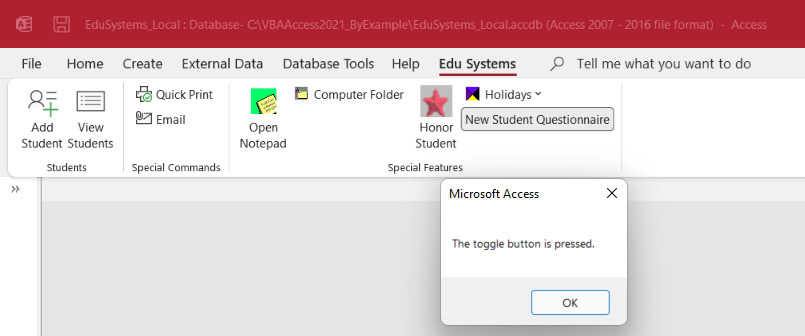 EduSystems_Local : Database- C:\VBAAccess2021_ByExample\EduSystems_Local.accdb (Access 2007 - 2016 file format) - Access
File Home Create External Data Database Tools Help Edu Systems Tell me what you want to do
Add Student
View Students
Students
Quick Print
Email
Special Commands
Open Notepad
Computer Folder
Honor Student
Holidays
New Student Questionnaire
Special Features
Microsoft Access
The toggle button is pressed.
OK